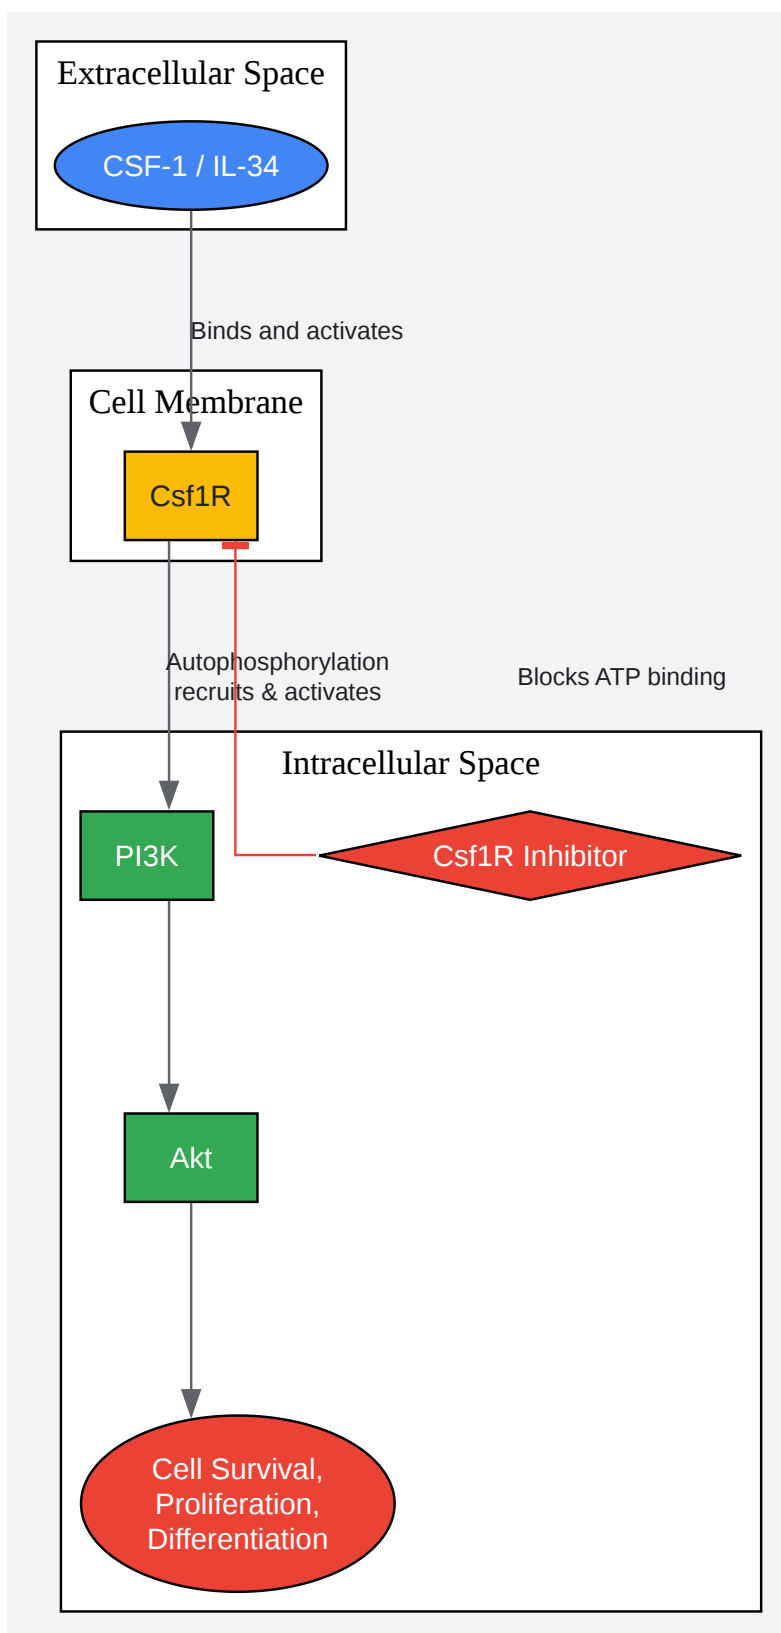 Extracellular Space
CSF-1 / IL-34
Binds and activates
Cell Membrane
Csf1R
Autophosphorylation
recruits & activates
Blocks ATP binding
Intracellular Space
PI3K
Csf1R Inhibitor
Akt
Cell Survival,
Proliferation,
Differentiation